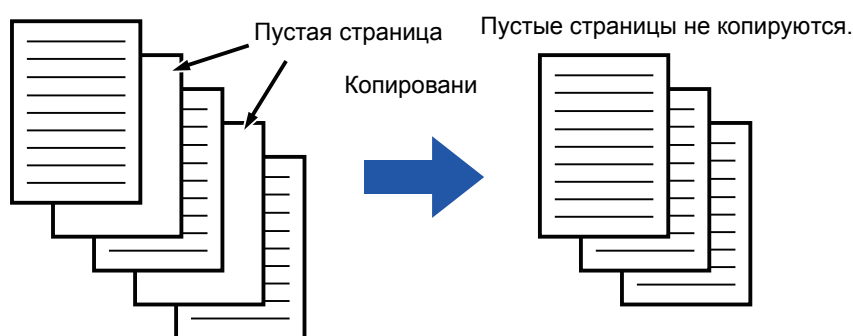 Пустая страница
Пустые страницы не копируются.
Копировани